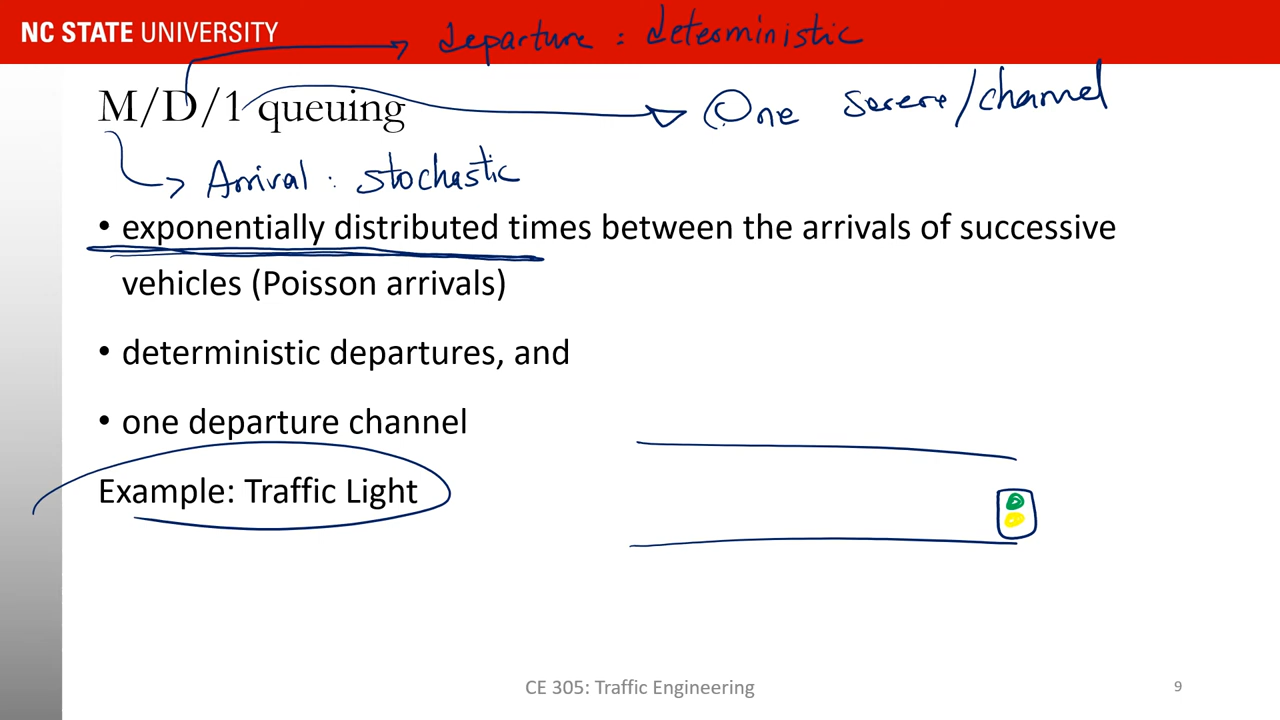 NC STATE UNIVERSITY
departure : deterministic
M/D/1 queuing
One servere/channel
Arrival : stochastic
• exponentially distributed times between the arrivals of successive
vehicles (Poisson arrivals)
• deterministic departures, and
• one departure channel
Example: Traffic Light
CE 305: Traffic Engineering
9